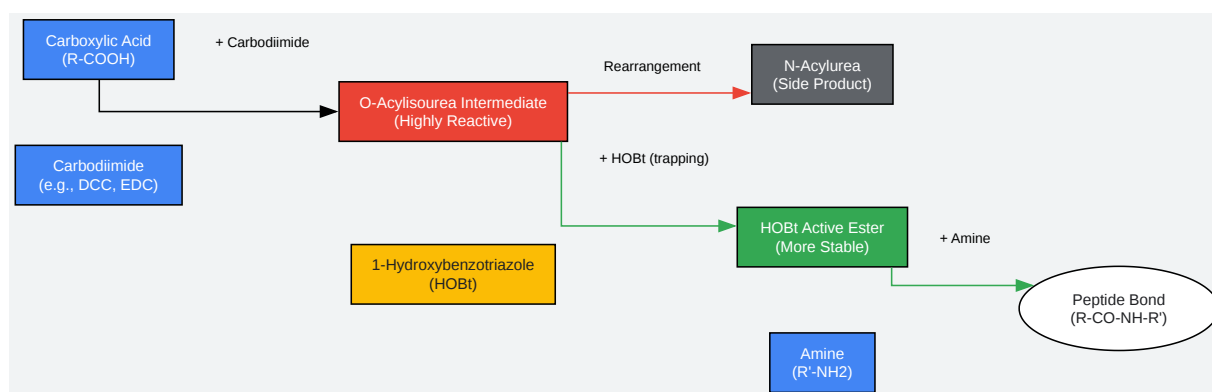 Carboxylic Acid
(R-COOH)
+ Carbodiimide
Rearrangement
N-Acylurea
(Side Product)
O-Acylisourea Intermediate
(Highly Reactive)
+ HOBt (trapping)
Carbodiimide
(e.g., DCC, EDC)
HOBt Active Ester
(More Stable)
+ Amine
1-Hydroxybenzotriazole
(HOBt)
Peptide Bond
(R-CO-NH-R')
Amine
(R'-NH2)